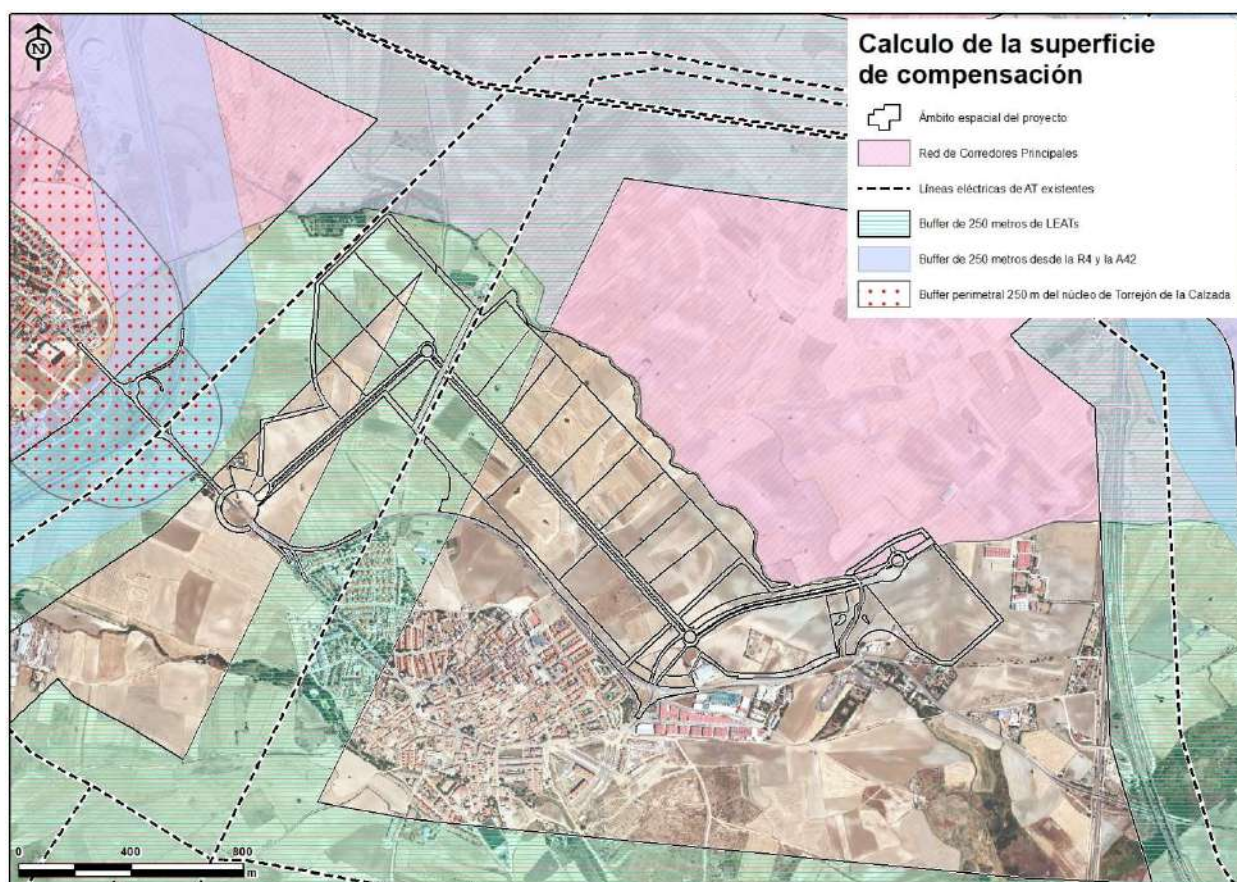 N
Calculo de la superficie
de compensación
Ámbito espacial del proyecto
Red de Corredores Principales
Líneas eléctricas de AT existentes
Buffer de 250 metros de LEATs
Buffer de 250 metros desde la R4 y la A42
Buffer perimetral 250 m del núcleo de Torrejón de la Calzada
0 400 800
m